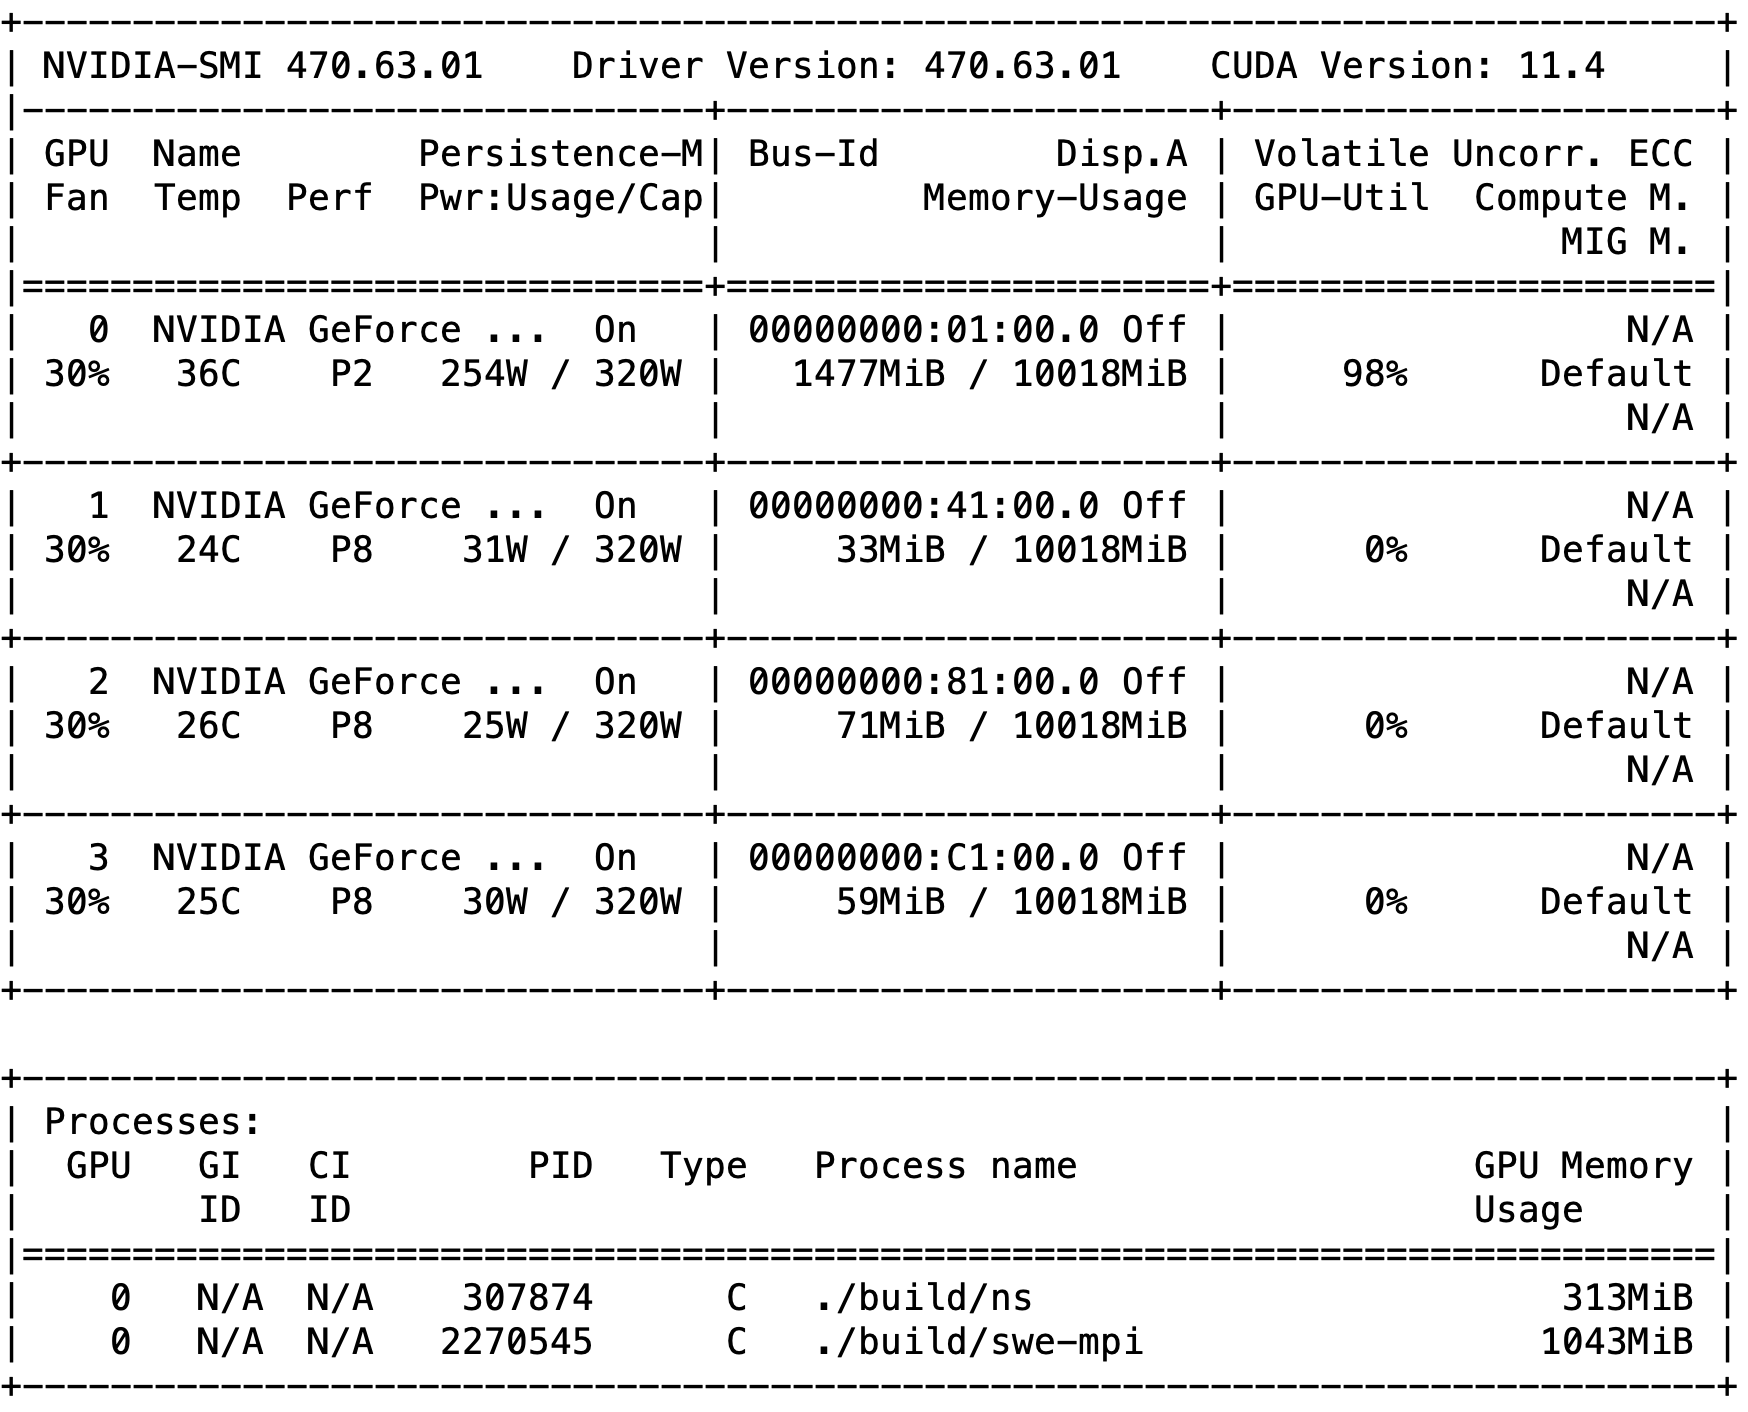 +-----------------------------------------------------------------------------+
| NVIDIA-SMI 470.63.01    Driver Version: 470.63.01    CUDA Version: 11.4     |
|-------------------------------+----------------------+----------------------+
| GPU  Name        Persistence-M| Bus-Id        Disp.A | Volatile Uncorr. ECC |
| Fan  Temp  Perf  Pwr:Usage/Cap|         Memory-Usage | GPU-Util  Compute M. |
|                               |                      |               MIG M. |
|===============================+======================+======================|
|   0  NVIDIA GeForce ...  On   | 00000000:01:00.0 Off |                  N/A |
| 30%   36C    P2   254W / 320W |   1477MiB / 10018MiB |     98%      Default |
|                               |                      |                  N/A |
+-------------------------------+----------------------+----------------------+
|   1  NVIDIA GeForce ...  On   | 00000000:41:00.0 Off |                  N/A |
| 30%   24C    P8    31W / 320W |     33MiB / 10018MiB |      0%      Default |
|                               |                      |                  N/A |
+-------------------------------+----------------------+----------------------+
|   2  NVIDIA GeForce ...  On   | 00000000:81:00.0 Off |                  N/A |
| 30%   26C    P8    25W / 320W |     71MiB / 10018MiB |      0%      Default |
|                               |                      |                  N/A |
+-------------------------------+----------------------+----------------------+
|   3  NVIDIA GeForce ...  On   | 00000000:C1:00.0 Off |                  N/A |
| 30%   25C    P8    30W / 320W |     59MiB / 10018MiB |      0%      Default |
|                               |                      |                  N/A |
+-------------------------------+----------------------+----------------------+

+-----------------------------------------------------------------------------+
| Processes:                                                                  |
|  GPU   GI   CI        PID   Type   Process name                  GPU Memory |
|        ID   ID                                                   Usage      |
|=============================================================================|
|    0   N/A  N/A    307874      C   ./build/ns                        313MiB |
|    0   N/A  N/A   2270545      C   ./build/swe-mpi                  1043MiB |
+-----------------------------------------------------------------------------+